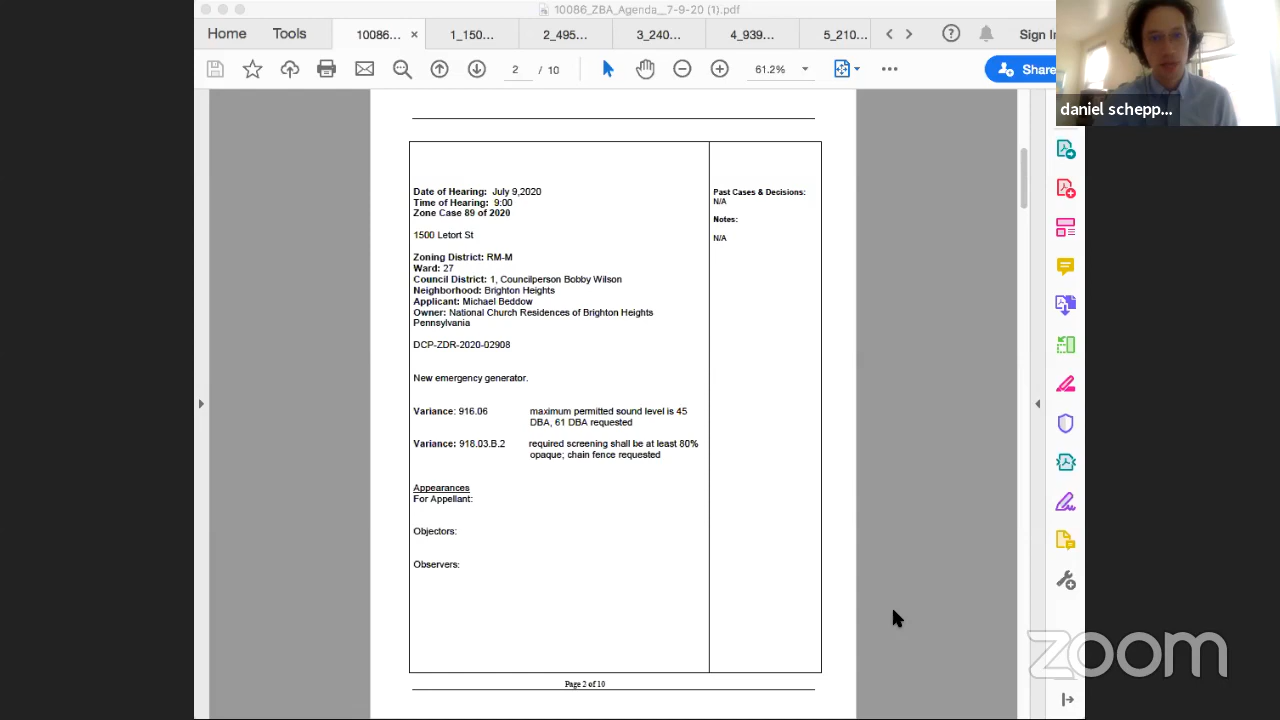 10086_ZBA_Agenda__7-9-20 (1).pdf
Home Tools 10086... × 1_150... 2_495... 3_240... 4_939... 5_210... Sign In
2 / 10 61.2% Share
daniel schepp...
Date of Hearing: July 9,2020
Time of Hearing: 9:00
Zone Case 89 of 2020
1500 Letort St
Zoning District: RM-M
Ward: 27
Council District: 1, Councilperson Bobby Wilson
Neighborhood: Brighton Heights
Applicant: Michael Beddow
Owner: National Church Residences of Brighton Heights
Pennsylvania
DCP-ZDR-2020-02908
New emergency generator.
Variance: 916.06 maximum permitted sound level is 45
DBA, 61 DBA requested
Variance: 918.03.B.2 required screening shall be at least 80%
opaque; chain fence requested
Appearances
For Appellant:
Objectors:
Observers:
Past Cases & Decisions:
N/A
Notes:
N/A
Page 2 of 10
zoom